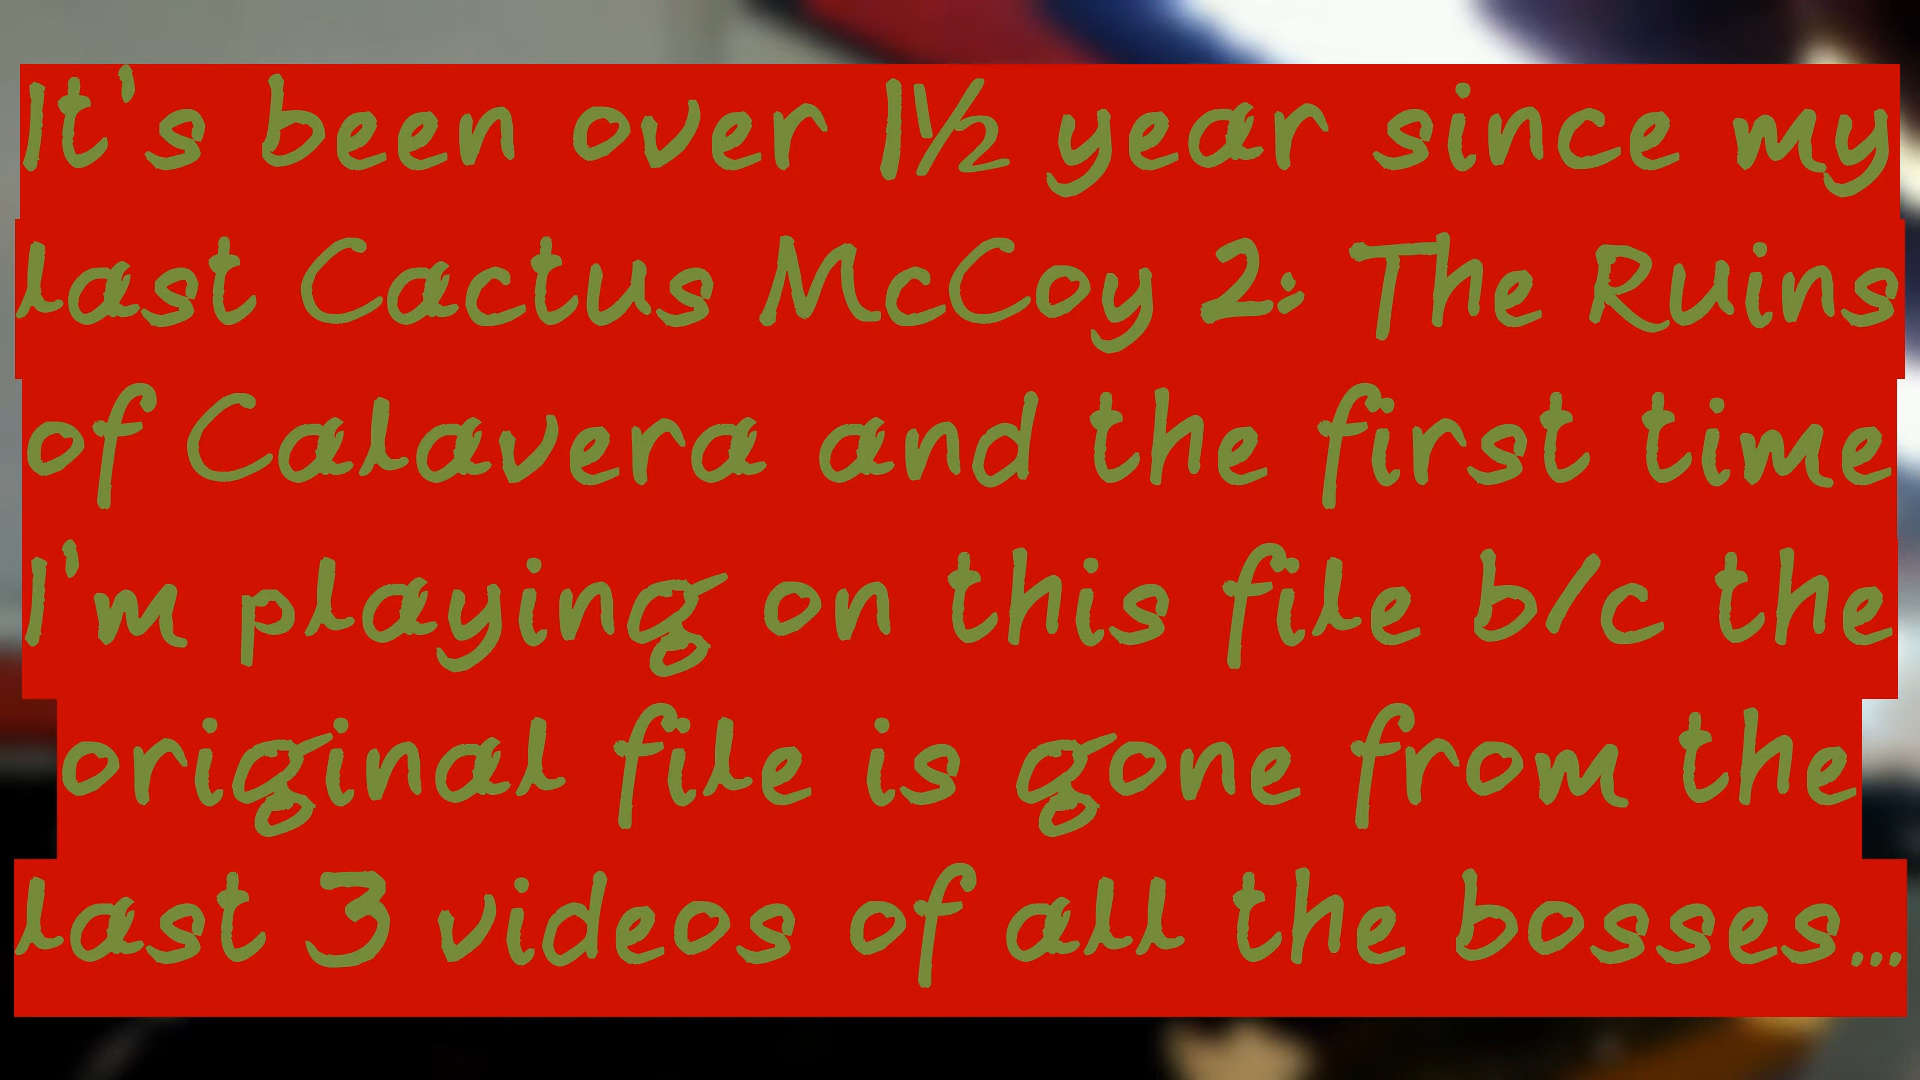 It's been over 1½ year since my
last Cactus McCoy 2: The Ruins
of Calavera and the first time
I'm playing on this file b/c the
original file is gone from the
last 3 videos of all the bosses...